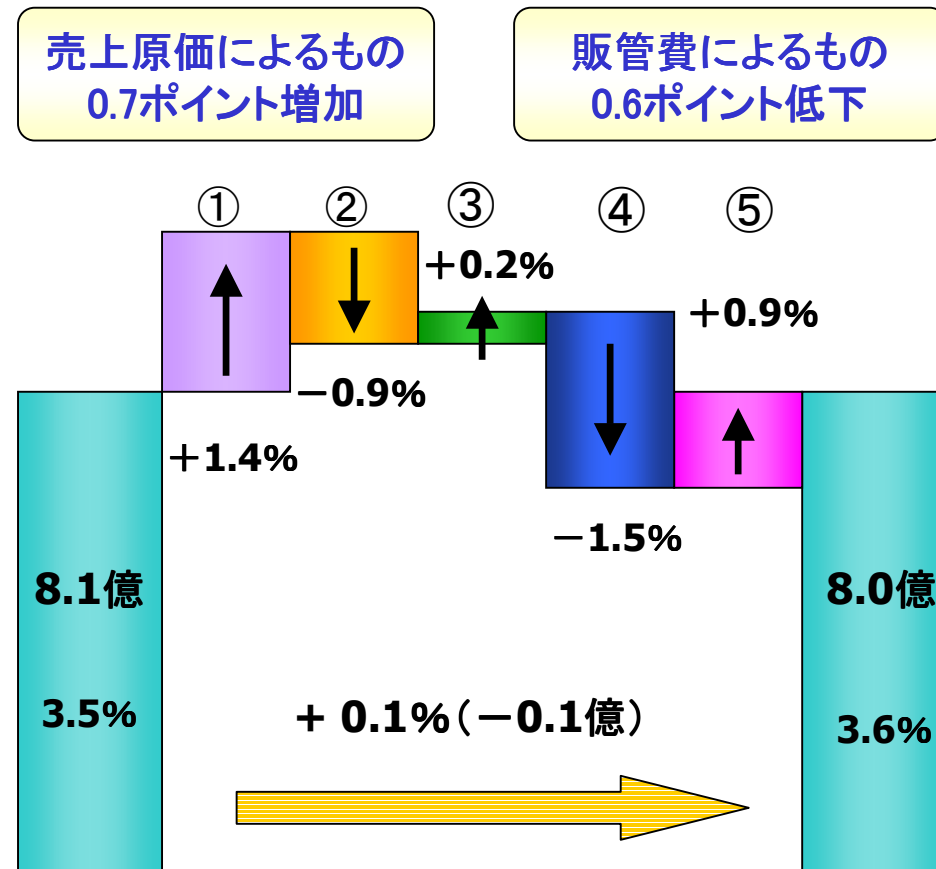 売上原価によるもの
0.7ポイント増加
販管費によるもの
0.6ポイント低下
①
②
③
④
⑤
＋0.2%
＋0.9%
－0.9%
＋1.4%
－1.5%
8.1億
8.0億
3.5%
+ 0.1%（－0.1億）
3.6%